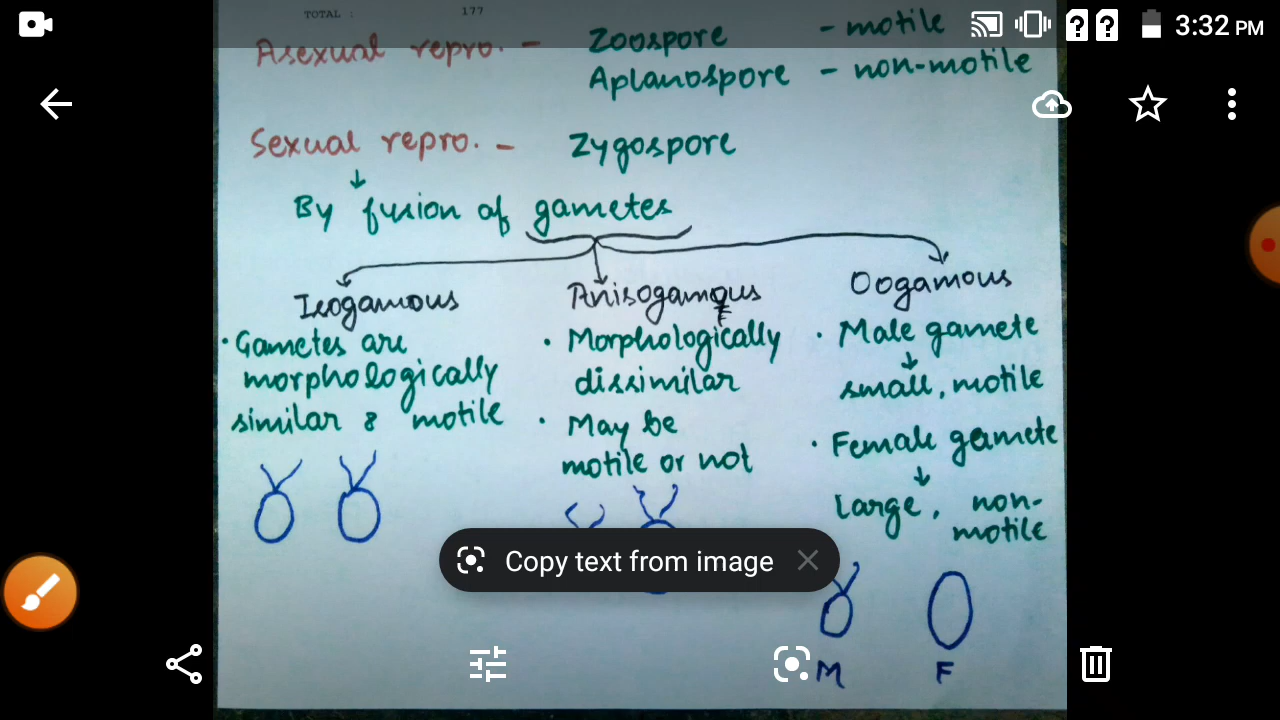 3:32 PM
TOTAL : 177
Asexual repro. - Zoospore - motile
Aplanospore - non-motile
Sexual repro. - Zygospore
By fusion of gametes
Isogamous
• Gametes are
morphologically
similar & motile
Anisogamous
• Morphologically
dissimilar
• May be
motile or not
Oogamous
• Male gamete
small, motile
• Female gamete
large, non-
motile
M F
Copy text from image